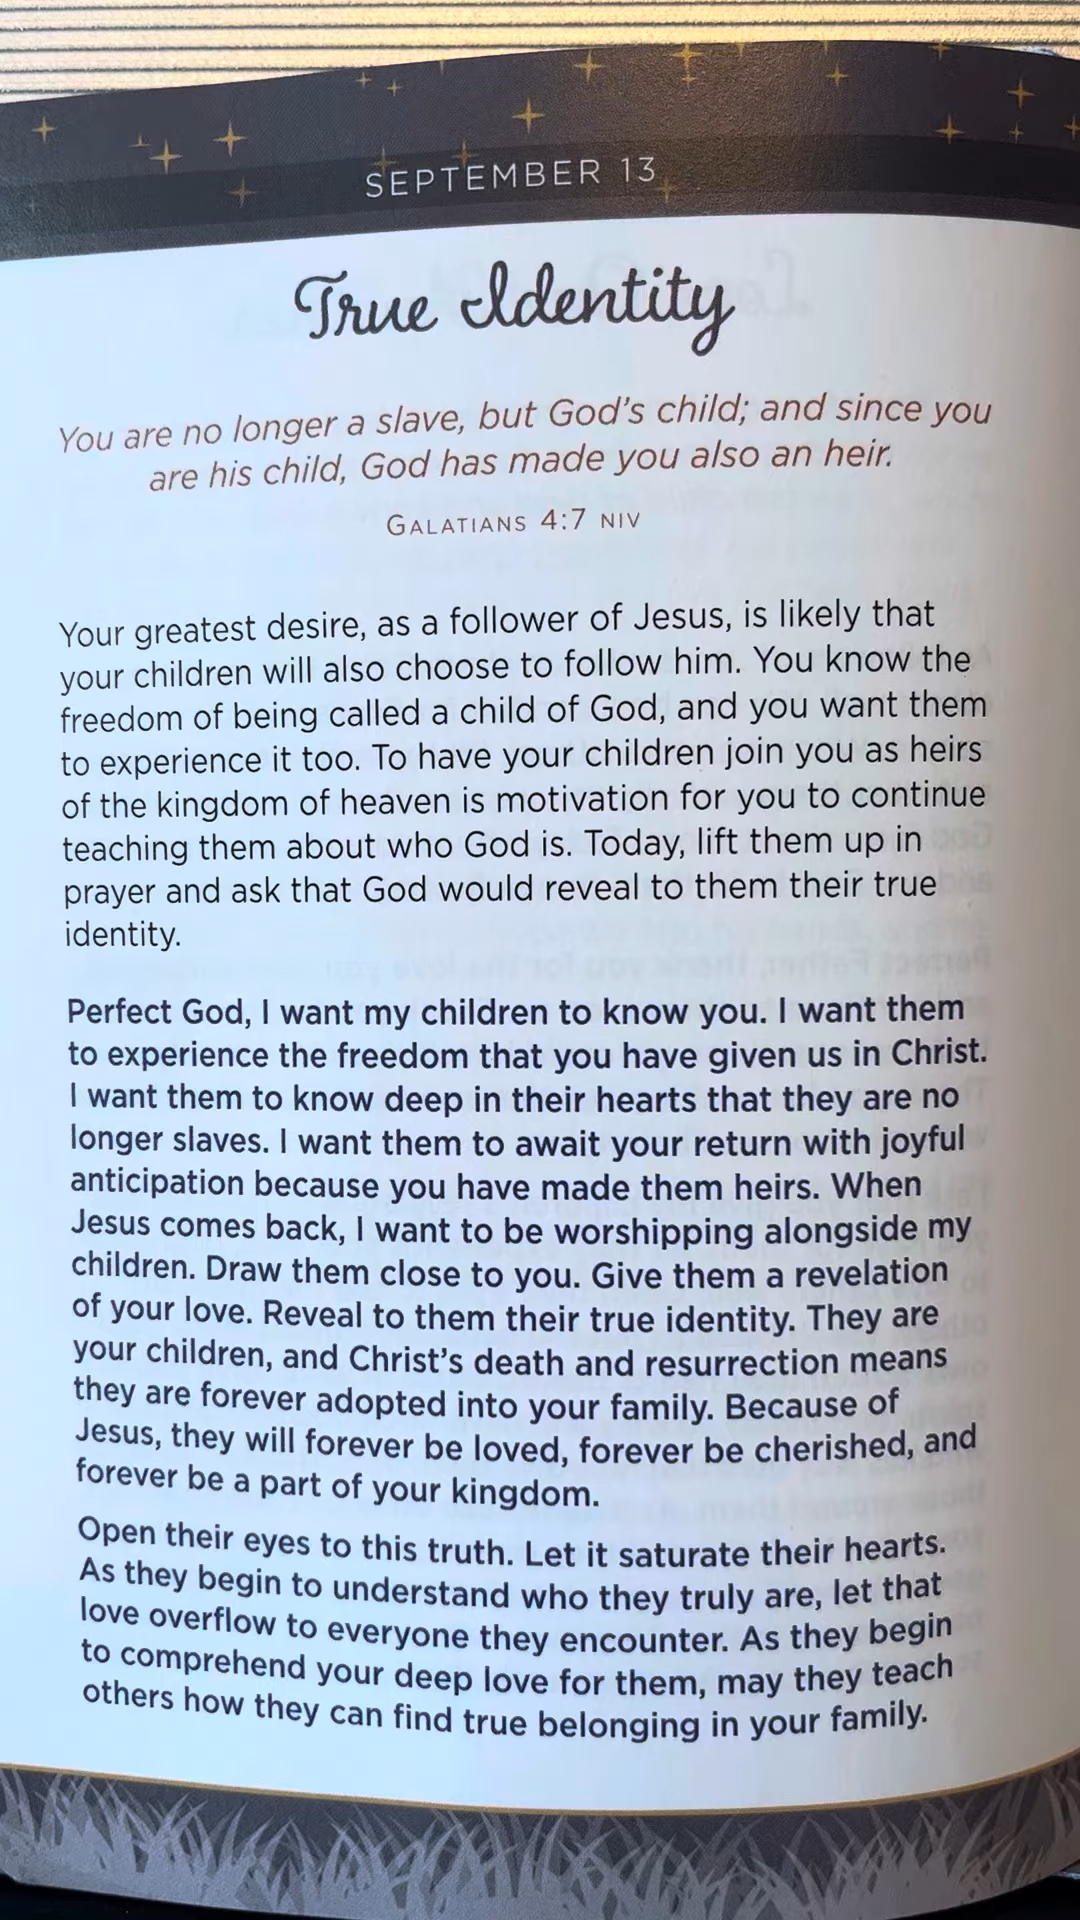 SEPTEMBER 13
True Identity
You are no longer a slave, but God's child; and since you
are his child, God has made you also an heir.
GALATIANS 4:7 NIV
Your greatest desire, as a follower of Jesus, is likely that
your children will also choose to follow him. You know the
freedom of being called a child of God, and you want them
to experience it too. To have your children join you as heirs
of the kingdom of heaven is motivation for you to continue
teaching them about who God is. Today, lift them up in
prayer and ask that God would reveal to them their true
identity.
Perfect God, I want my children to know you. I want them
to experience the freedom that you have given us in Christ.
I want them to know deep in their hearts that they are no
longer slaves. I want them to await your return with joyful
anticipation because you have made them heirs. When
Jesus comes back, I want to be worshipping alongside my
children. Draw them close to you. Give them a revelation
of your love. Reveal to them their true identity. They are
your children, and Christ's death and resurrection means
they are forever adopted into your family. Because of
Jesus, they will forever be loved, forever be cherished, and
forever be a part of your kingdom.
Open their eyes to this truth. Let it saturate their hearts.
As they begin to understand who they truly are, let that
love overflow to everyone they encounter. As they begin
to comprehend your deep love for them, may they teach
others how they can find true belonging in your family.